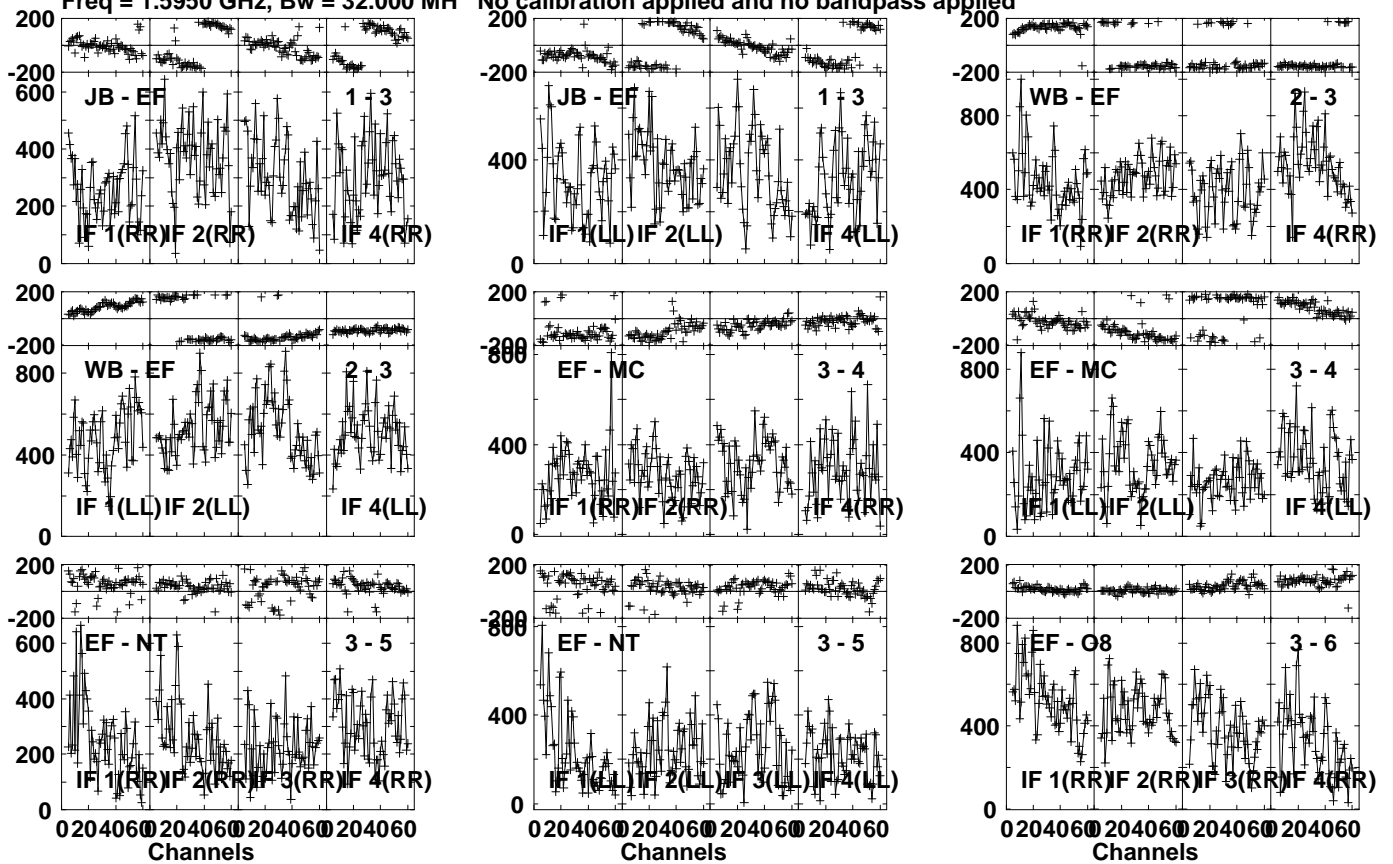 Freq = 1.5950 GHz, Bw = 32.000 MH No calibration applied and no bandpass applied
200
-200
600
400
200
0
JB - EF 1 - 3
IF 1(RR) IF 2(RR) IF 4(RR)
200
-200
400
0
JB - EF 1 - 3
IF 1(LL) IF 2(LL) IF 4(LL)
200
-200
800
400
0
WB - EF 2 - 3
IF 1(RR) IF 2(RR) IF 4(RR)
200
-200
800
400
0
WB - EF 2 - 3
IF 1(LL) IF 2(LL) IF 4(LL)
200
-200
800
400
0
EF - MC 3 - 4
IF 1(RR) IF 2(RR) IF 4(RR)
200
-200
800
400
0
EF - MC 3 - 4
IF 1(LL) IF 2(LL) IF 4(LL)
200
-200
600
400
200
0
EF - NT 3 - 5
IF 1(RR) IF 2(RR) IF 3(RR) IF 4(RR)
0 20 40 60 0 20 40 60 0 20 40 60 0 20 40 60
Channels
200
-200
800
400
0
EF - NT 3 - 5
IF 1(LL) IF 2(LL) IF 3(LL) IF 4(LL)
0 20 40 60 0 20 40 60 0 20 40 60 0 20 40 60
Channels
200
-200
800
400
0
EF - O8 3 - 6
IF 1(RR) IF 2(RR) IF 3(RR) IF 4(RR)
0 20 40 60 0 20 40 60 0 20 40 60 0 20 40 60
Channels